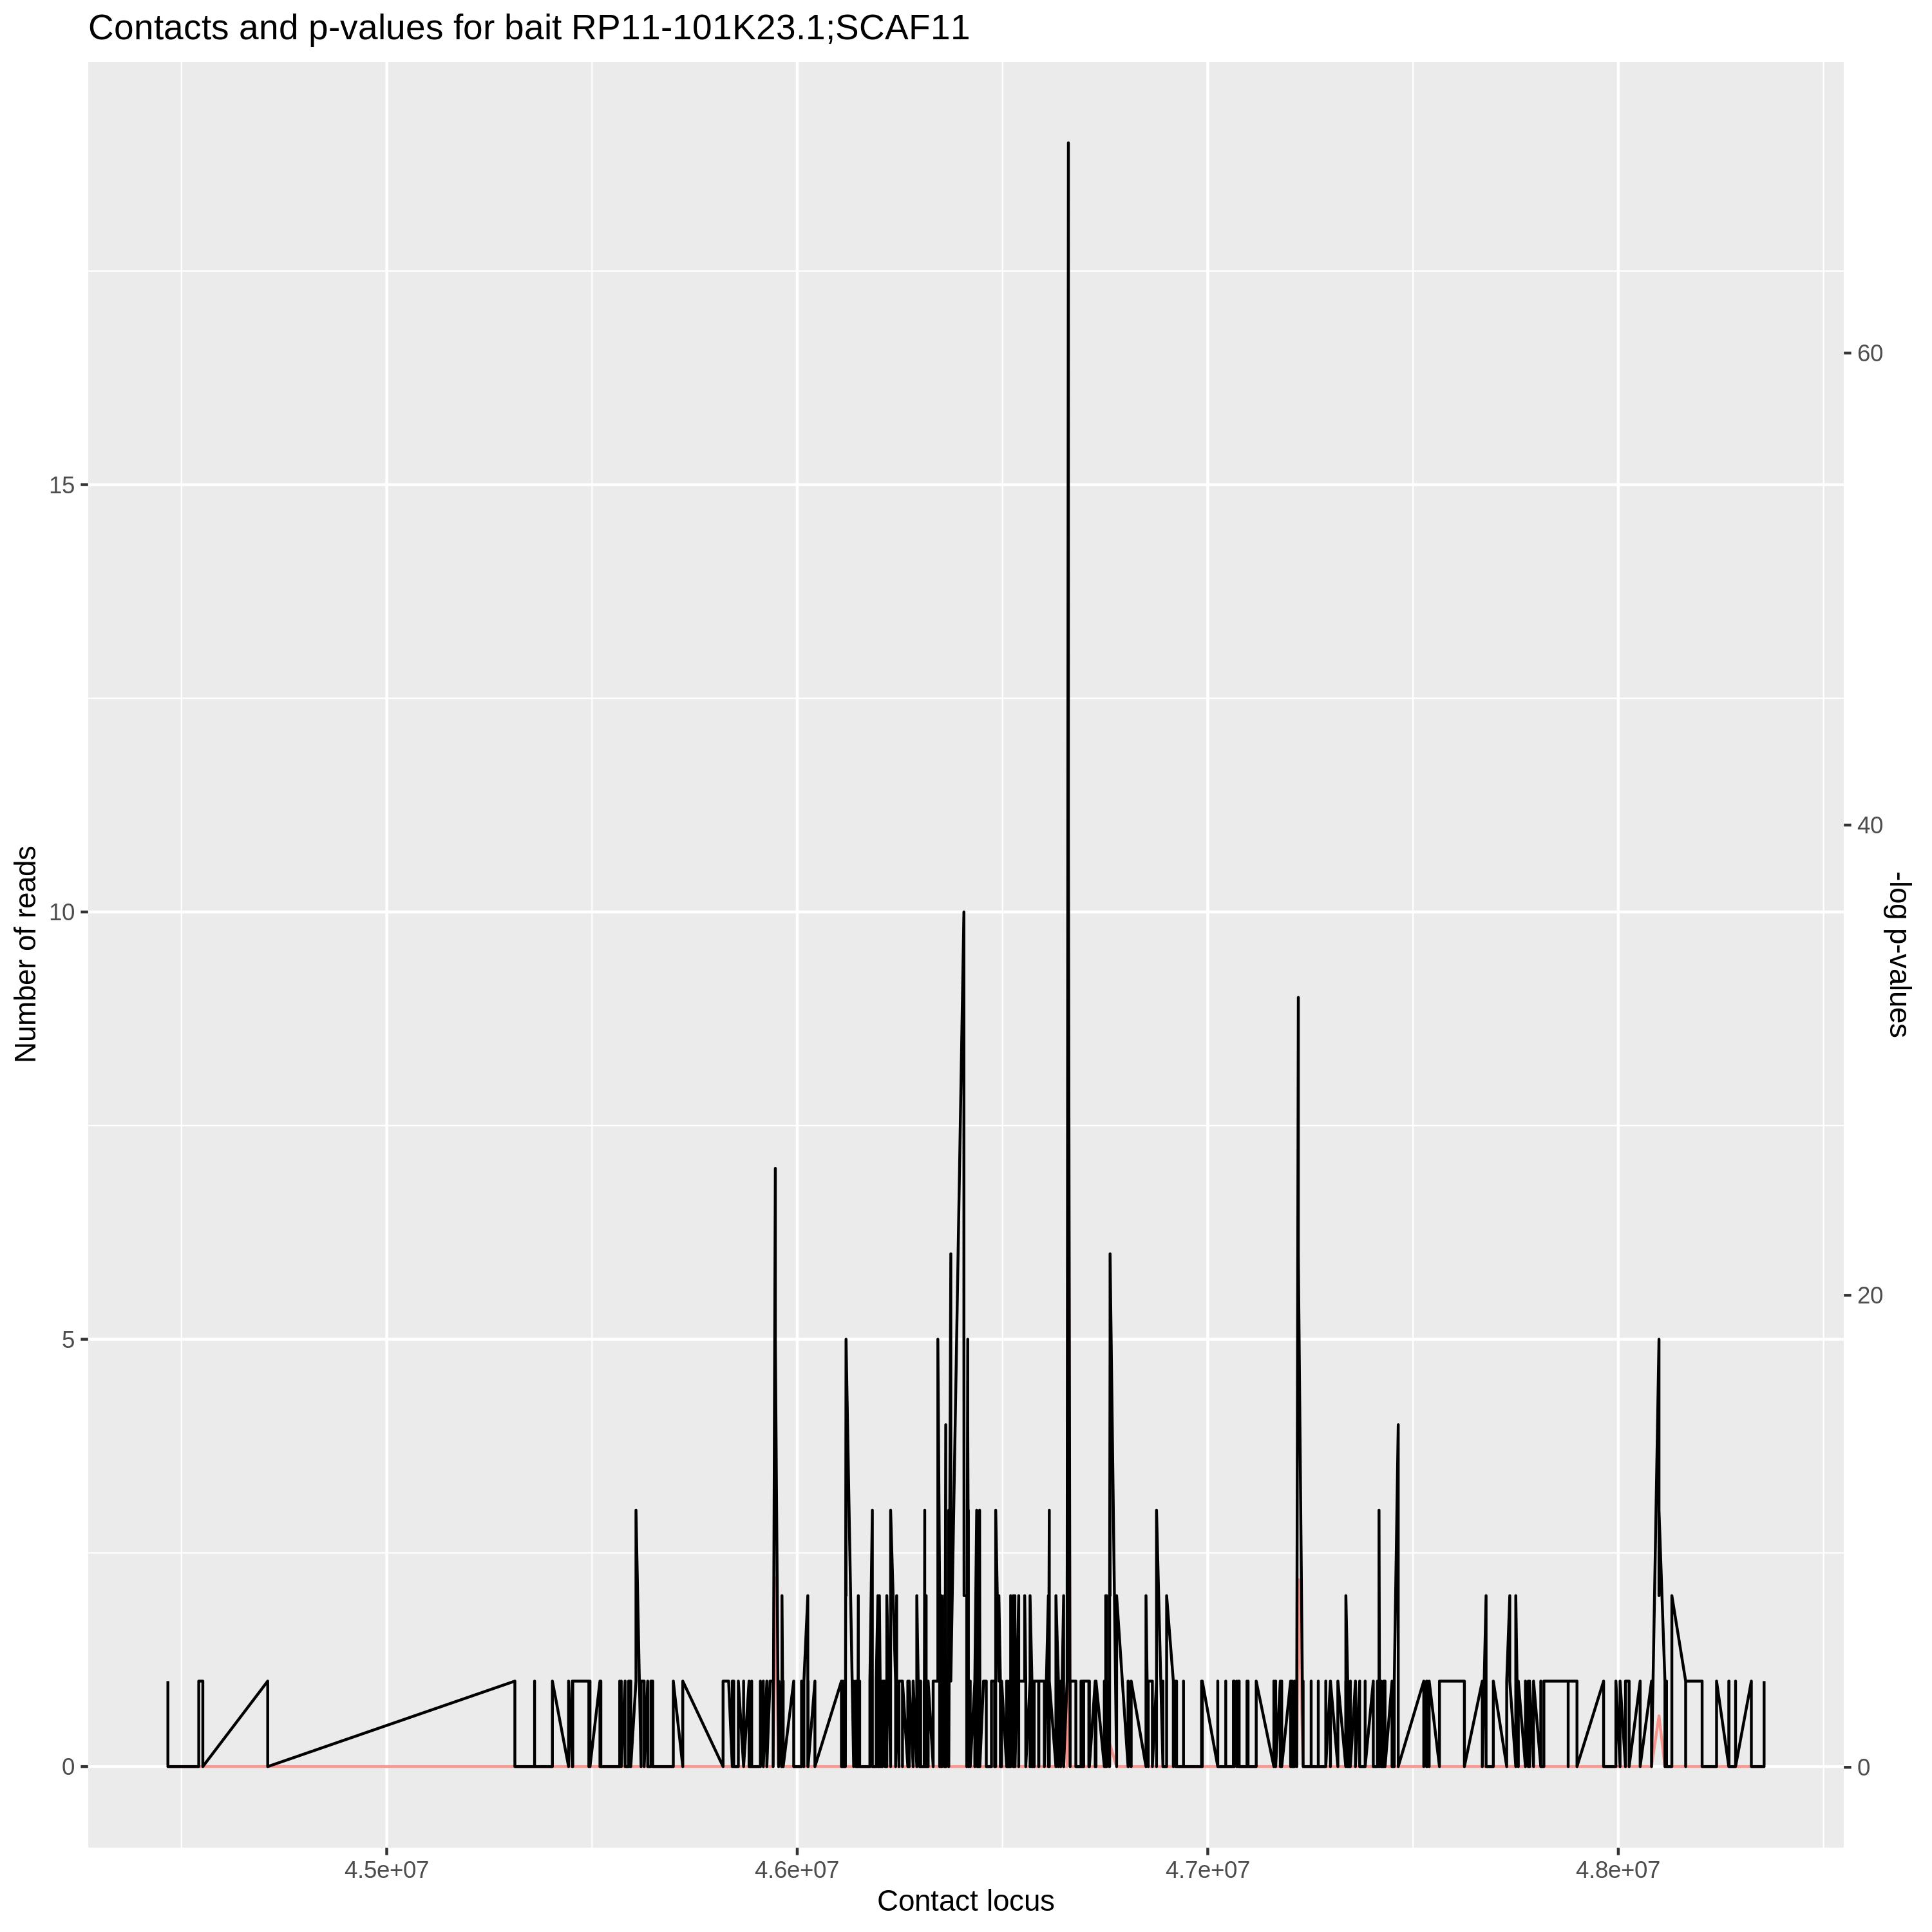 Contacts and p-values for bait RP11-101K23.1;SCAF11
15
10
5
0
Number of reads
60
40
20
0
-log p-values
4.5e+07 4.6e+07 4.7e+07 4.8e+07
Contact locus